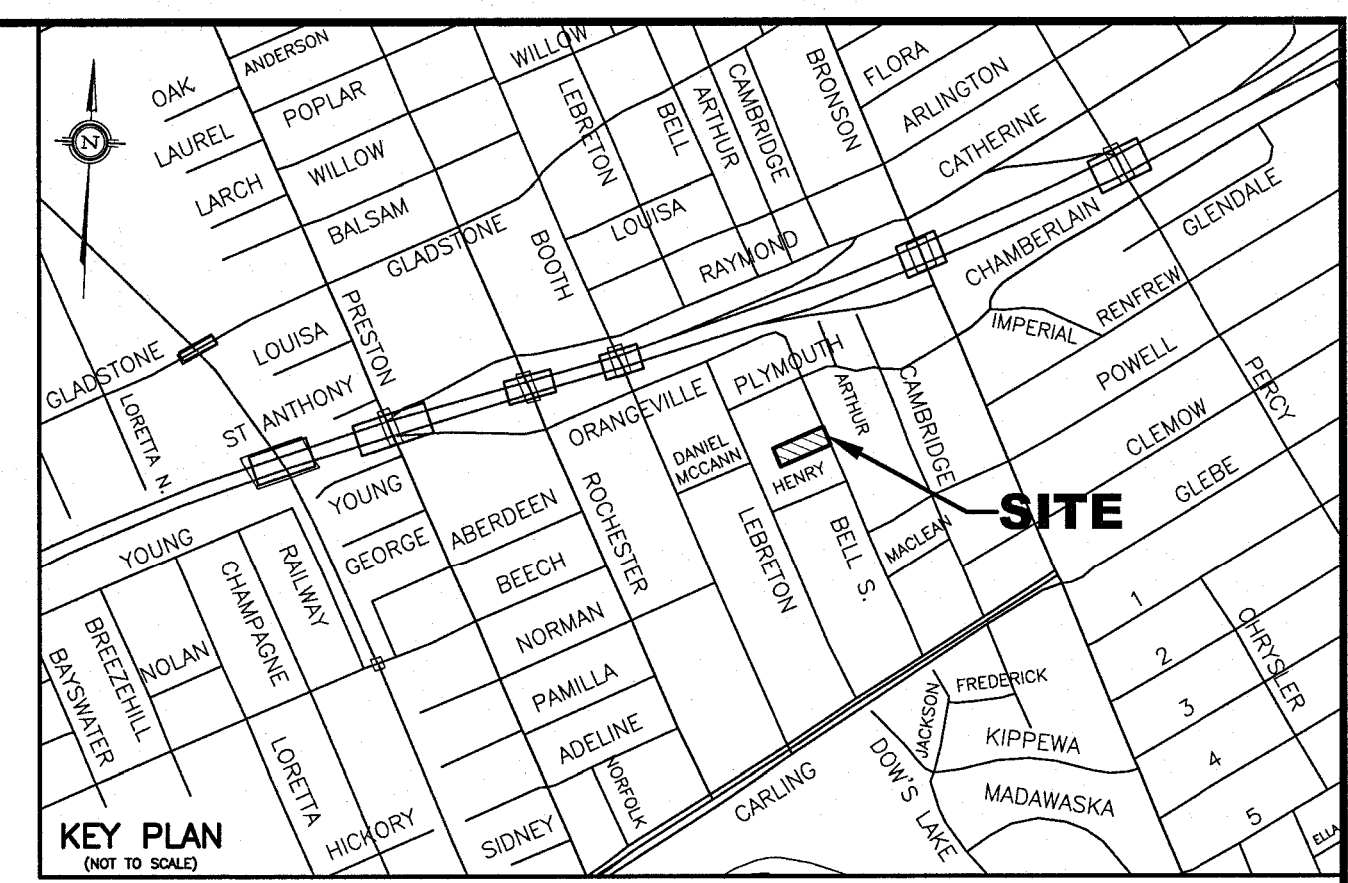 OAK
ANDERSON
WILLOW
BRONSON
FLORA
N
LAUREL
POPLAR
LEBRETON
BELL
ARTHUR
CAMBRIDGE
ARLINGTON
LARCH
WILLOW
CATHERINE
BALSAM
LOUISA
GLADSTONE
BOOTH
RAYMOND
CHAMBERLAIN
GLENDALE
PRESTON
LOUISA
GLADSTONE
IMPERIAL
RENFREW
LORETTA N.
ST ANTHONY
ORANGEVILLE
PLYMOUTH
ARTHUR
CAMBRIDGE
POWELL
PERCY
DANIEL
MCCANN
HENRY
CLEMOW
YOUNG
ROCHESTER
GLEBE
SITE
YOUNG
GEORGE
ABERDEEN
LEBRETON
BELL S.
MACLEAN
RAILWAY
CHAMPAGNE
BEECH
NORMAN
1
CHRYSLER
BAYSWATER
BREEZEHILL
NOLAN
2
PAMILLA
JACKSON
FREDERICK
3
ADELINE
KIPPEWA
4
LORETTA
NORFOLK
CARLING
DOW'S LAKE
MADAWASKA
5
KEY PLAN
(NOT TO SCALE)
HICKORY
SIDNEY
ELLA